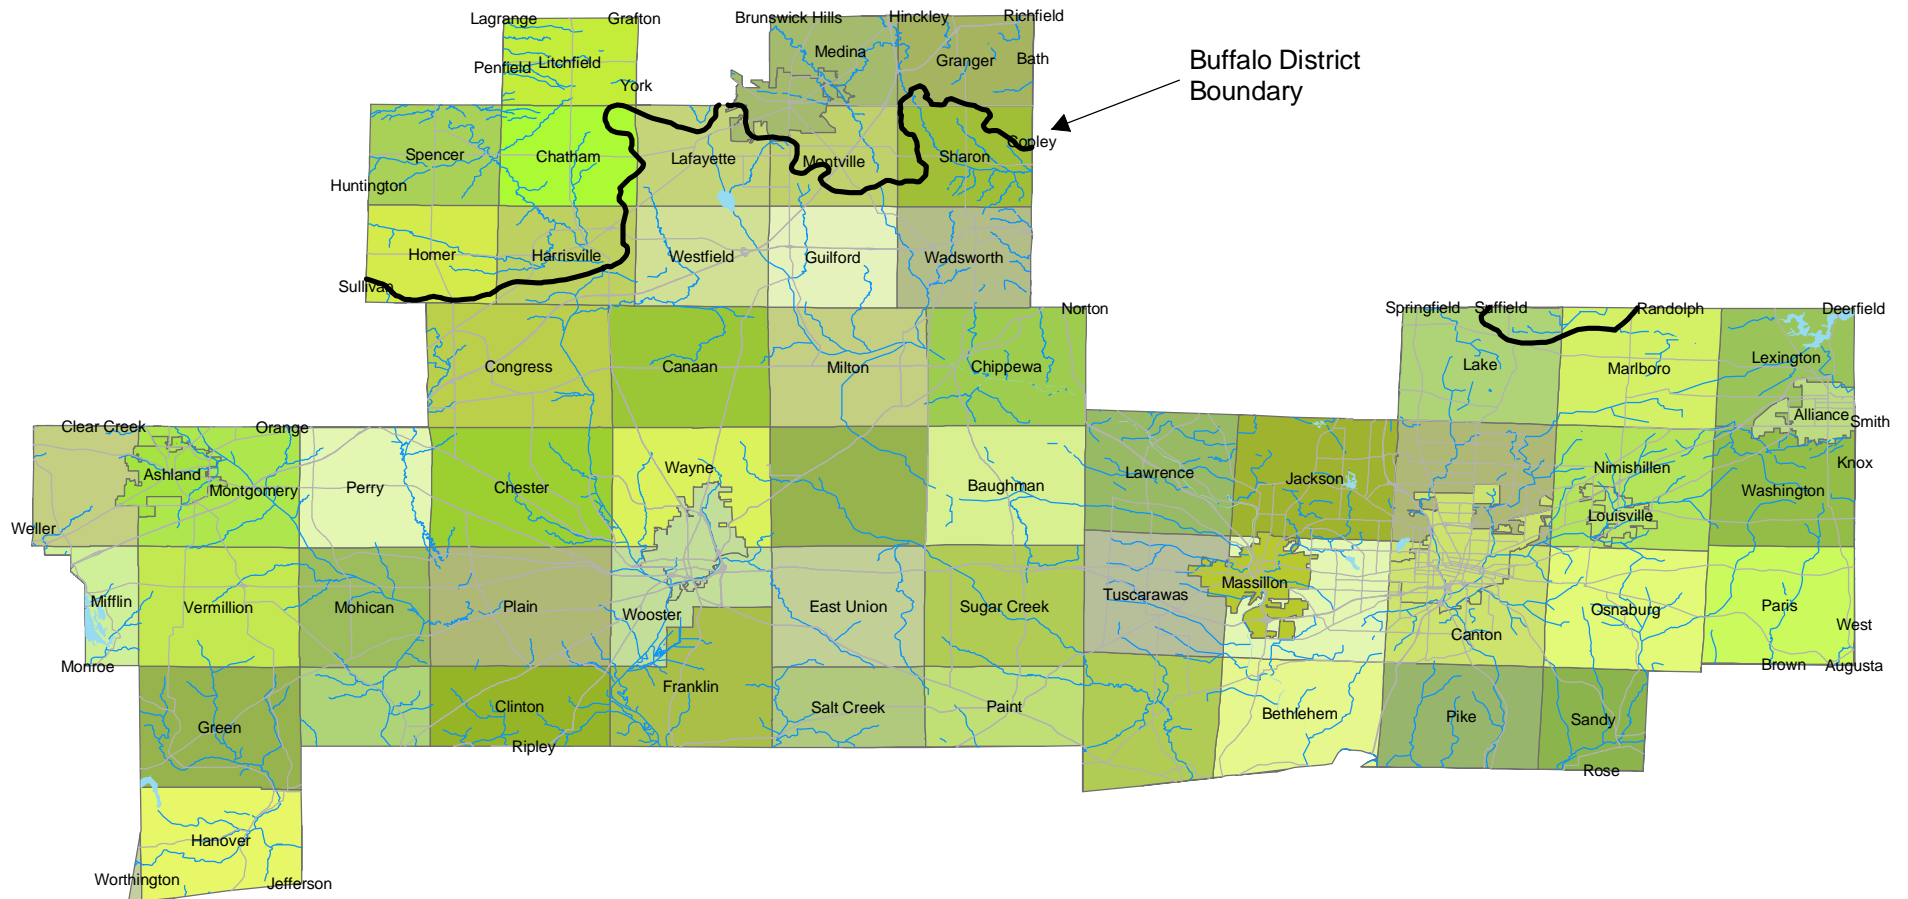 Lagrange
Grafton
Brunswick Hills
Hinckley
Richfield
Penfield
Litchfield
Medina
Granger
Bath
York
Buffalo District
Boundary
Spencer
Chatham
Lafayette
Montville
Sharon
Copley
Huntington
Homer
Harrisville
Westfield
Guilford
Wadsworth
Sullivan
Norton
Springfield
Suffield
Randolph
Deerfield
Congress
Canaan
Milton
Chippewa
Lake
Marlboro
Lexington
Clear Creek
Orange
Alliance
Smith
Ashland
Montgomery
Perry
Chester
Wayne
Baughman
Lawrence
Jackson
Nimishillen
Knox
Washington
Louisville
Weller
Mifflin
Vermillion
Mohican
Plain
Wooster
East Union
Sugar Creek
Tuscarawas
Massillon
Canton
Osnaburg
Paris
West
Monroe
Brown
Augusta
Green
Clinton
Franklin
Salt Creek
Paint
Bethlehem
Pike
Sandy
Ripley
Rose
Hanover
Worthington
Jefferson